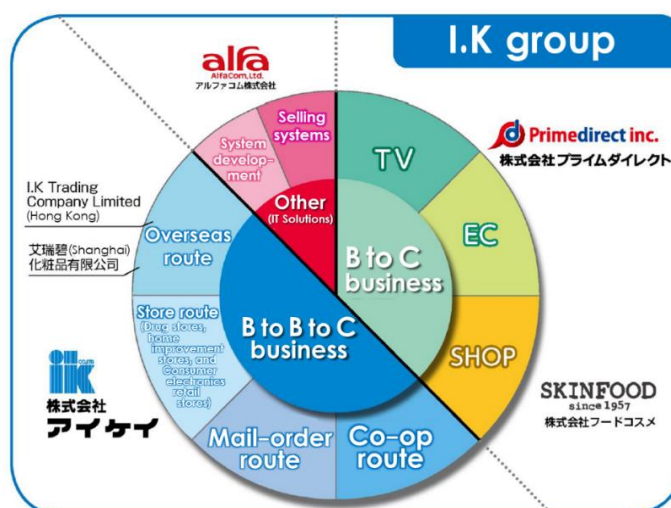 I.K group
alfa
AlfaCom,Ltd.
アルファコム株式会社
Selling
systems
System
develop-
ment
Other
(IT Solutions)
TV
Primedirect inc.
株式会社プライムダイレクト
EC
B to C
business
SHOP
SKINFOOD
since 1957
株式会社フードコスメ
I.K Trading
Company Limited
(Hong Kong)
艾瑞碧(Shanghai)
化粧品有限公司
Overseas
route
Store route
(Drug stores,
home
improvement
stores, and
Consumer
electronics
retail
stores)
B to B to C
business
ik
株式会社
アイケイ
Mail-order
route
Co-op
route